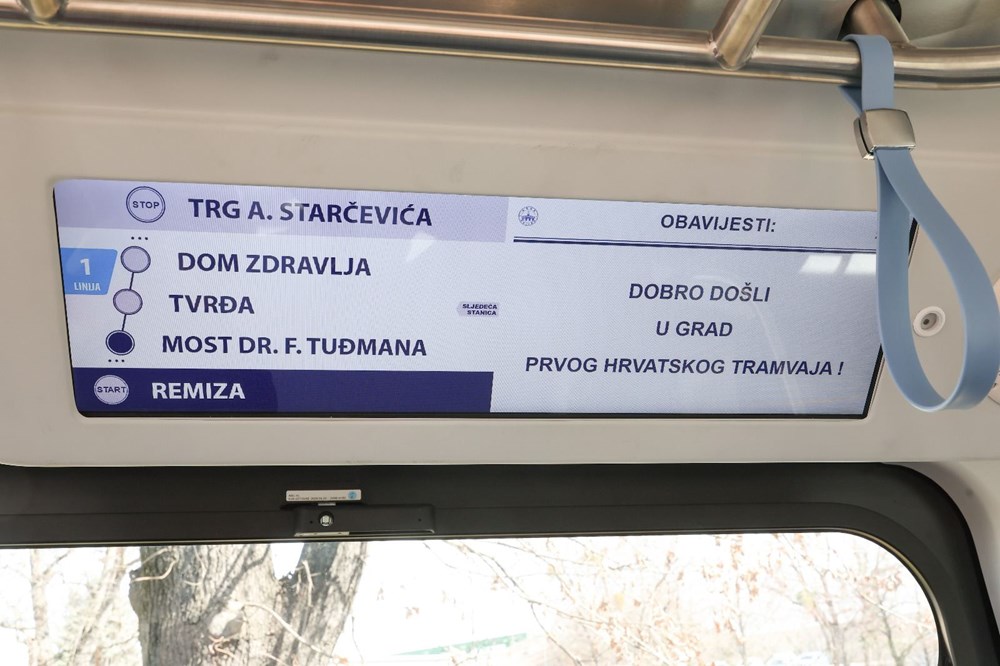 STOP TRG A. STARČEVIĆA
1
LINIJA
DOM ZDRAVLJA
TVRĐA
SLJEDEĆA
STANICA
MOST DR. F. TUĐMANA
START REMIZA
OBAVIJESTI:
DOBRO DOŠLI
U GRAD
PRVOG HRVATSKOG TRAMVAJA !